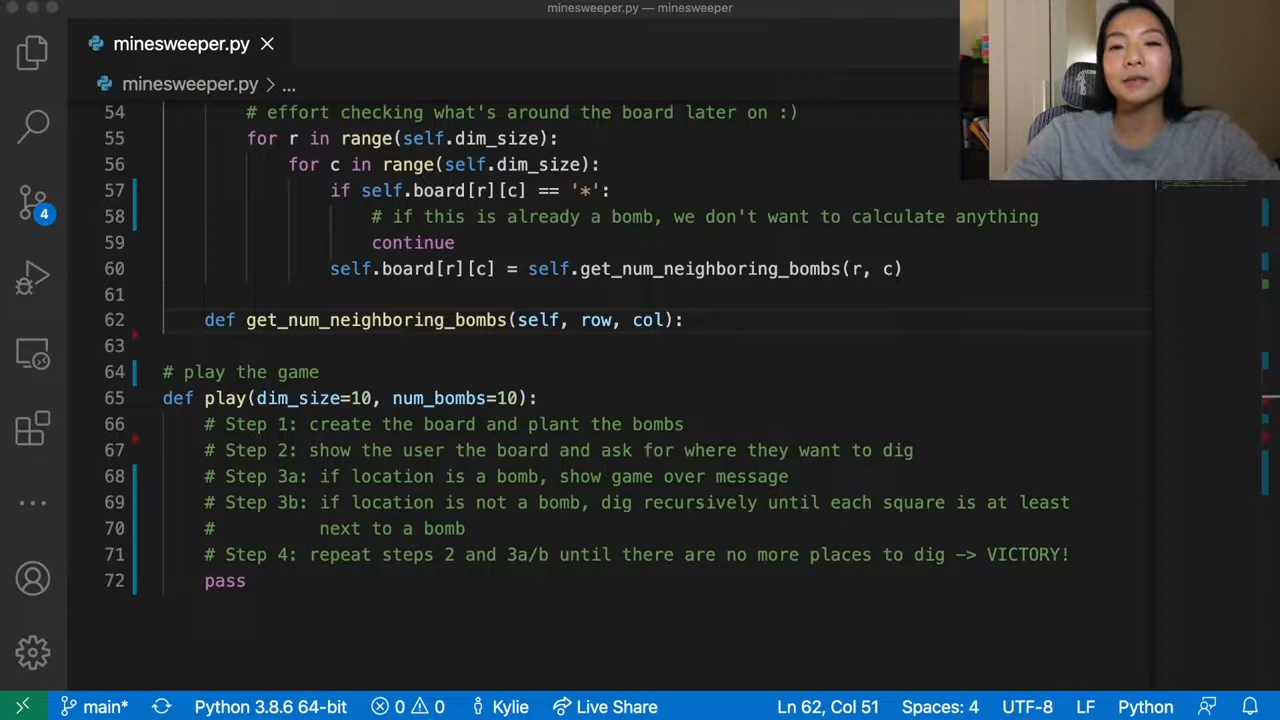 minesweeper.py — minesweeper
minesweeper.py
minesweeper.py > ...
54 # effort checking what's around the board later on :)
55 for r in range(self.dim_size):
56 for c in range(self.dim_size):
57 if self.board[r][c] == '*':
58 # if this is already a bomb, we don't want to calculate anything
59 continue
60 self.board[r][c] = self.get_num_neighboring_bombs(r, c)
61
62 def get_num_neighboring_bombs(self, row, col):
63
64 # play the game
65 def play(dim_size=10, num_bombs=10):
66 # Step 1: create the board and plant the bombs
67 # Step 2: show the user the board and ask for where they want to dig
68 # Step 3a: if location is a bomb, show game over message
69 # Step 3b: if location is not a bomb, dig recursively until each square is at least
70 # next to a bomb
71 # Step 4: repeat steps 2 and 3a/b until there are no more places to dig -> VICTORY!
72 pass
4
main* Python 3.8.6 64-bit 0 0 Kylie Live Share Ln 62, Col 51 Spaces: 4 UTF-8 LF Python